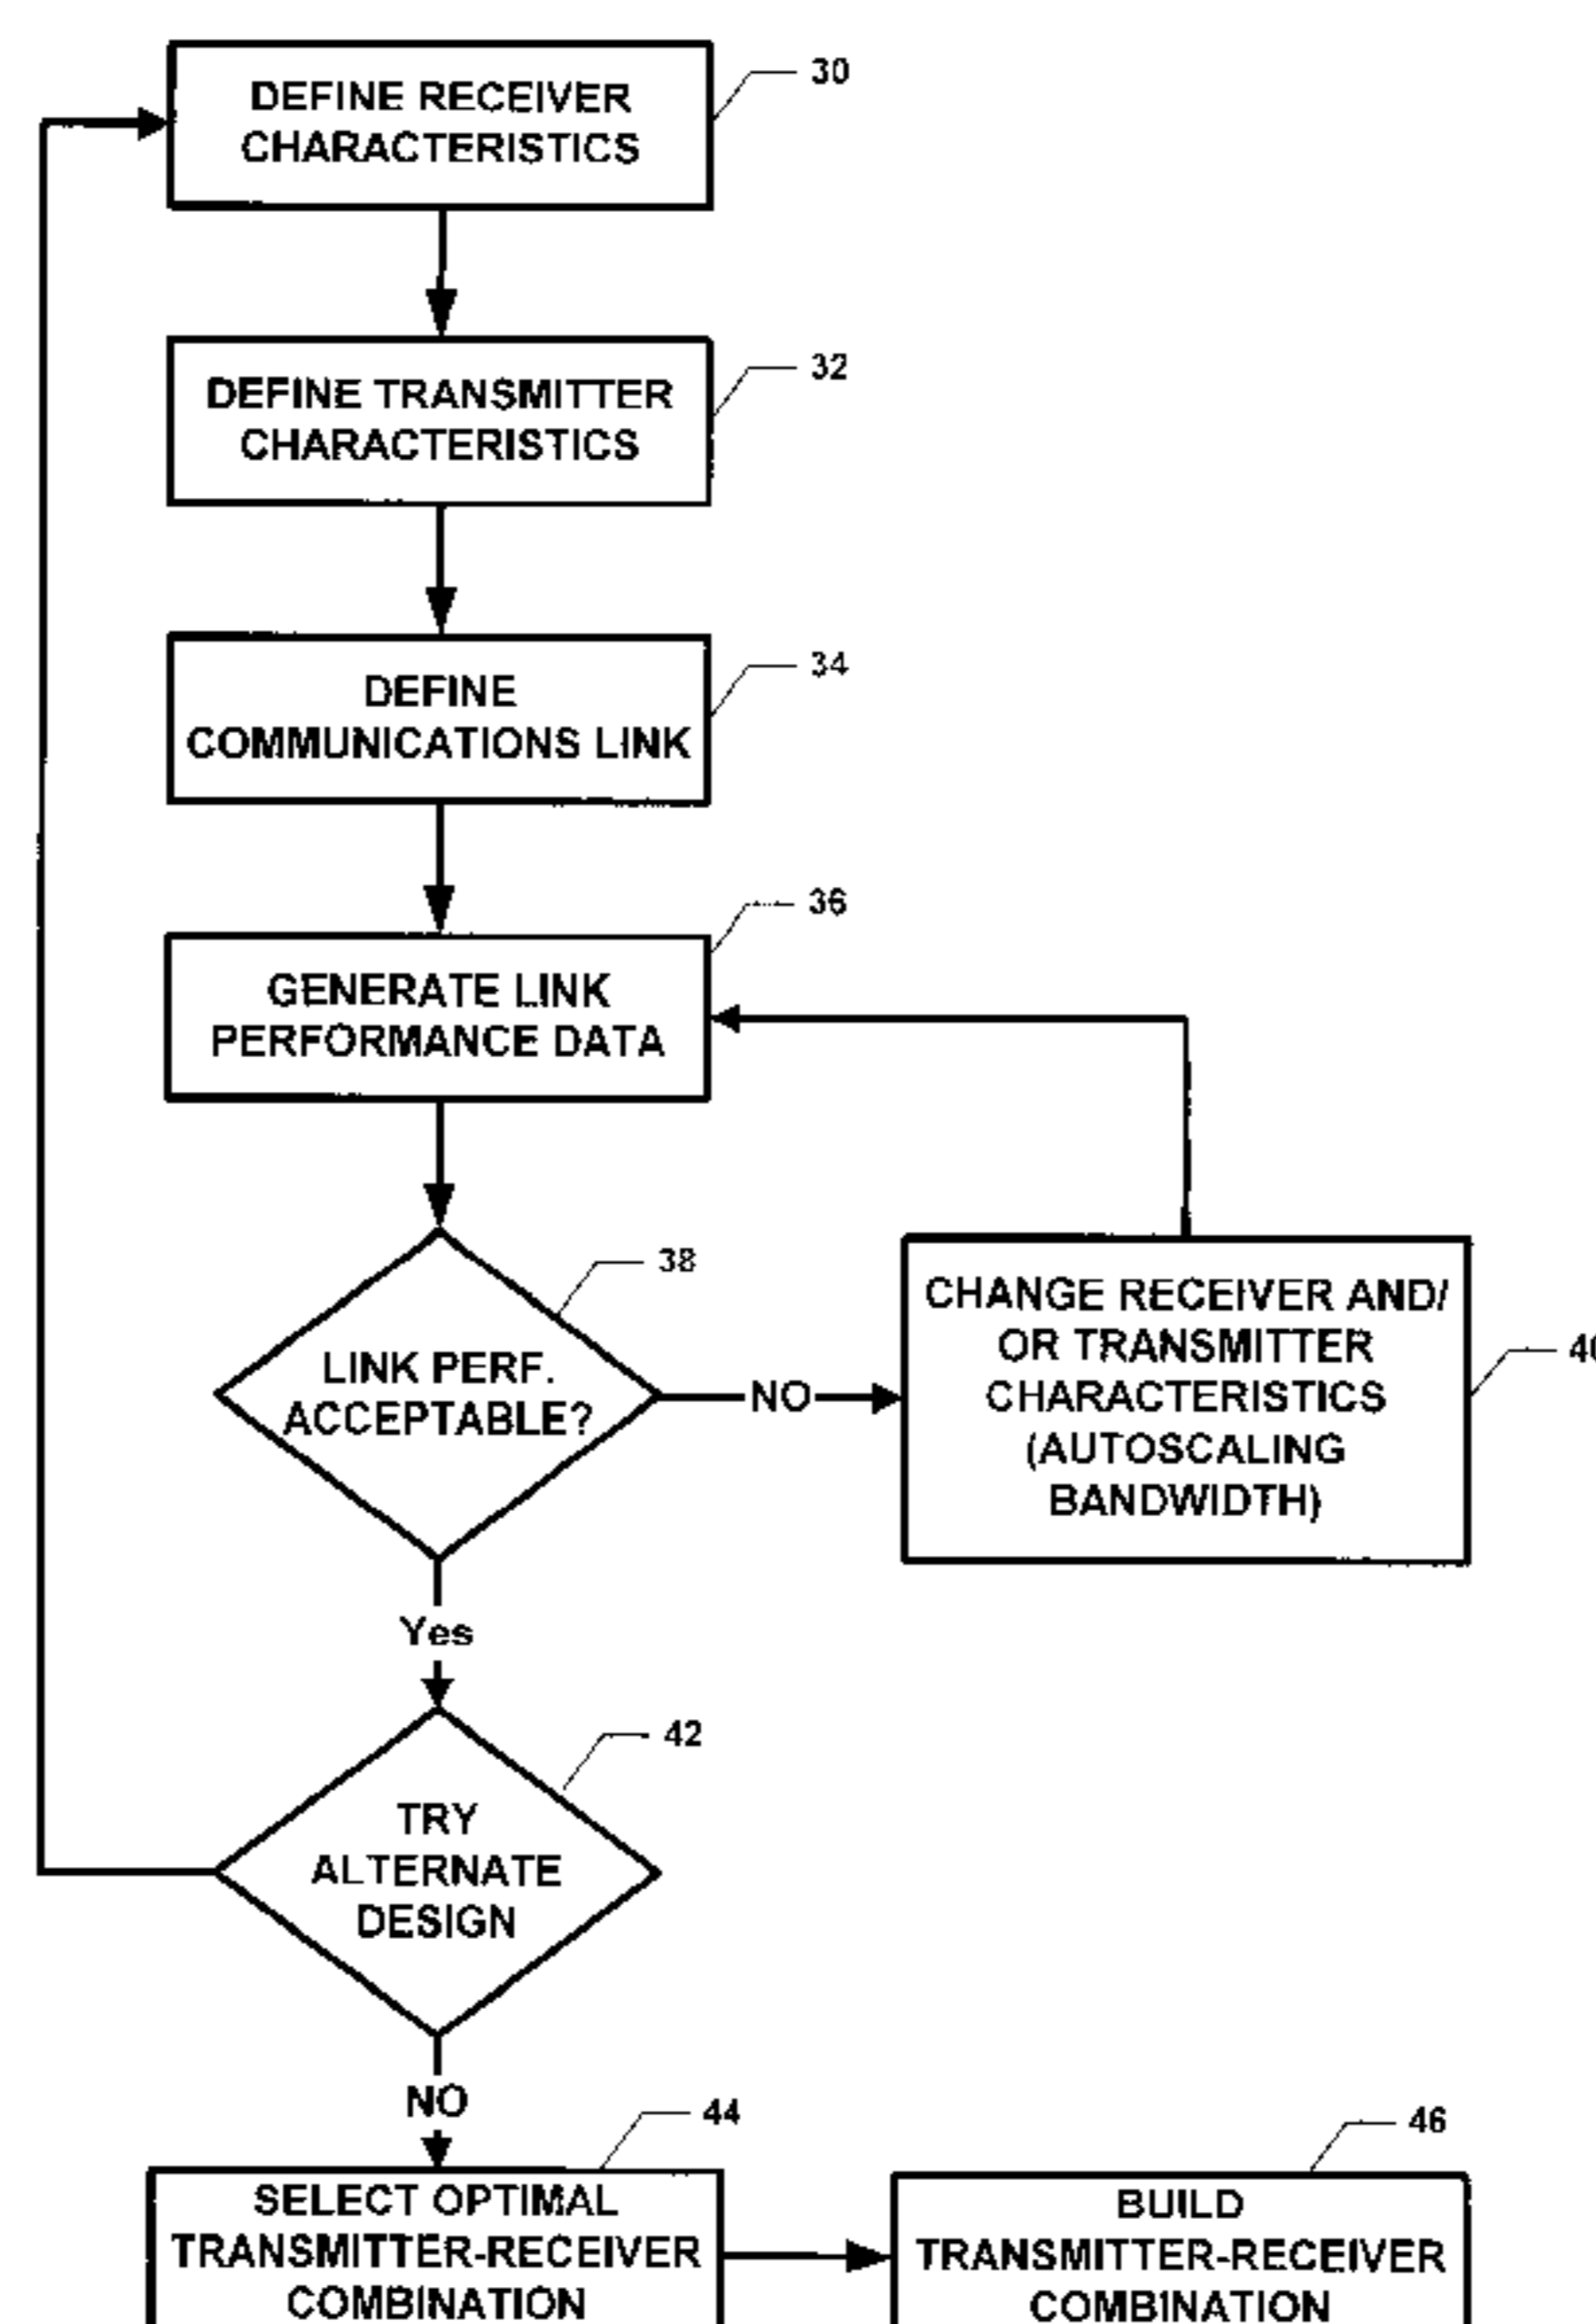 30
DEFINE RECEIVER
CHARACTERISTICS
32
DEFINE TRANSMITTER
CHARACTERISTICS
34
DEFINE
COMMUNICATIONS LINK
36
GENERATE LINK
PERFORMANCE DATA
38
LINK PERF.
ACCEPTABLE?
NO
CHANGE RECEIVER AND/
OR TRANSMITTER
CHARACTERISTICS
(AUTOSCALING
BANDWIDTH)
Yes
42
TRY
ALTERNATE
DESIGN
NO
44
SELECT OPTIMAL
TRANSMITTER-RECEIVER
COMBINATION
46
BUILD
TRANSMITTER-RECEIVER
COMBINATION